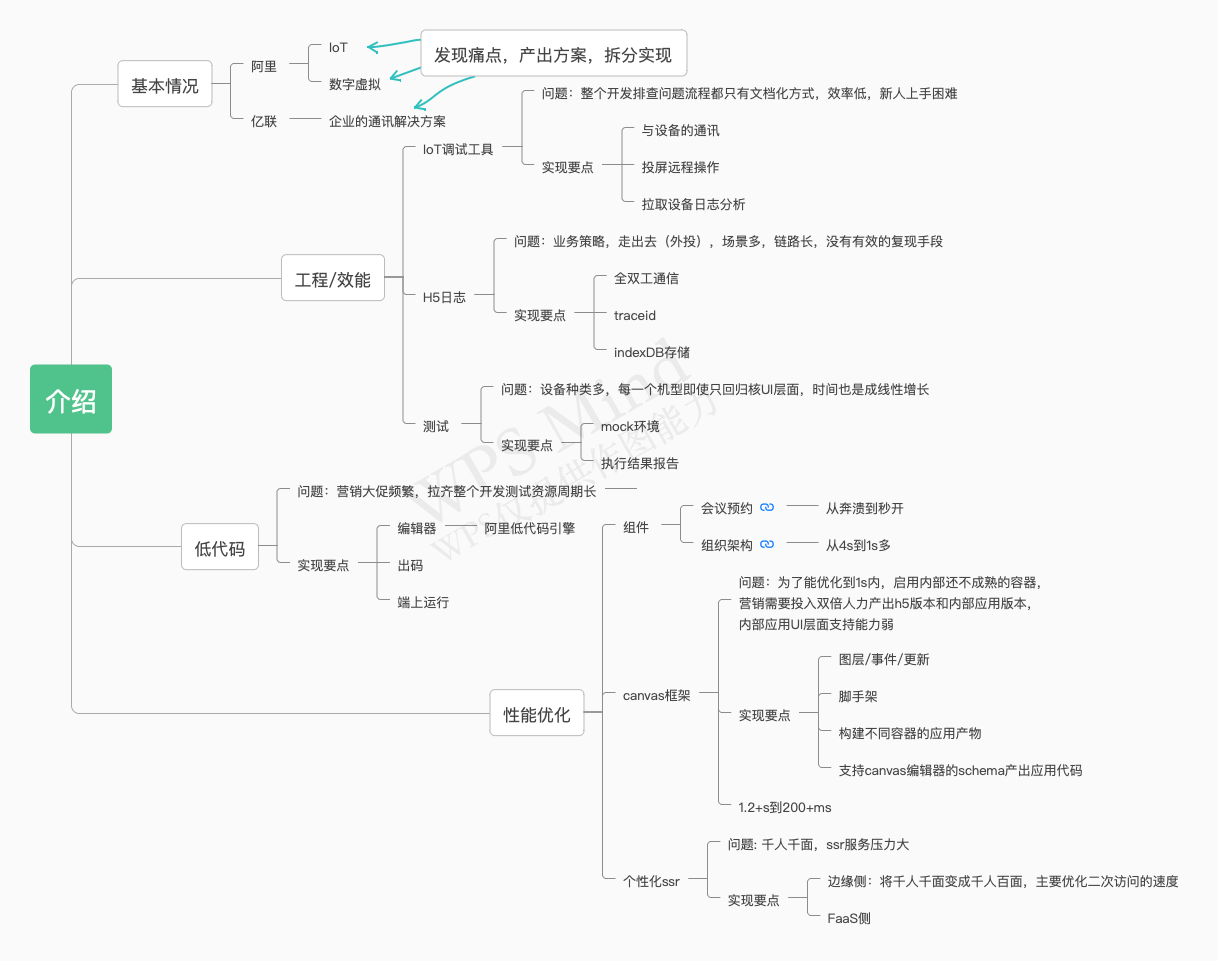 介绍
基本情况
阿里
IoT
数字虚拟
亿联
企业的通讯解决方案
发现痛点，产出方案，拆分实现
工程/效能
IoT调试工具
问题：整个开发排查问题流程都只有文档化方式，效率低，新人上手困难
实现要点
与设备的通讯
投屏远程操作
拉取设备日志分析
H5日志
问题：业务策略，走出去（外投），场景多，链路长，没有有效的复现手段
实现要点
全双工通信
traceid
indexDB存储
测试
问题：设备种类多，每一个机型即使只回归核UI层面，时间也是成线性增长
实现要点
mock环境
执行结果报告
低代码
问题：营销大促频繁，拉齐整个开发测试资源周期长
实现要点
编辑器
阿里低代码引擎
出码
端上运行
性能优化
组件
会议预约
从奔溃到秒开
组织架构
从4s到1s多
canvas框架
问题：为了能优化到1s内，启用内部还不成熟的容器，
营销需要投入双倍人力产出h5版本和内部应用版本，
内部应用UI层面支持能力弱
实现要点
图层/事件/更新
脚手架
构建不同容器的应用产物
支持canvas编辑器的schema产出应用代码
1.2+s到200+ms
个性化ssr
问题: 千人千面，ssr服务压力大
实现要点
边缘侧：将千人千面变成千人百面，主要优化二次访问的速度
FaaS侧
WPS Mind
WPS仅提供作图能力